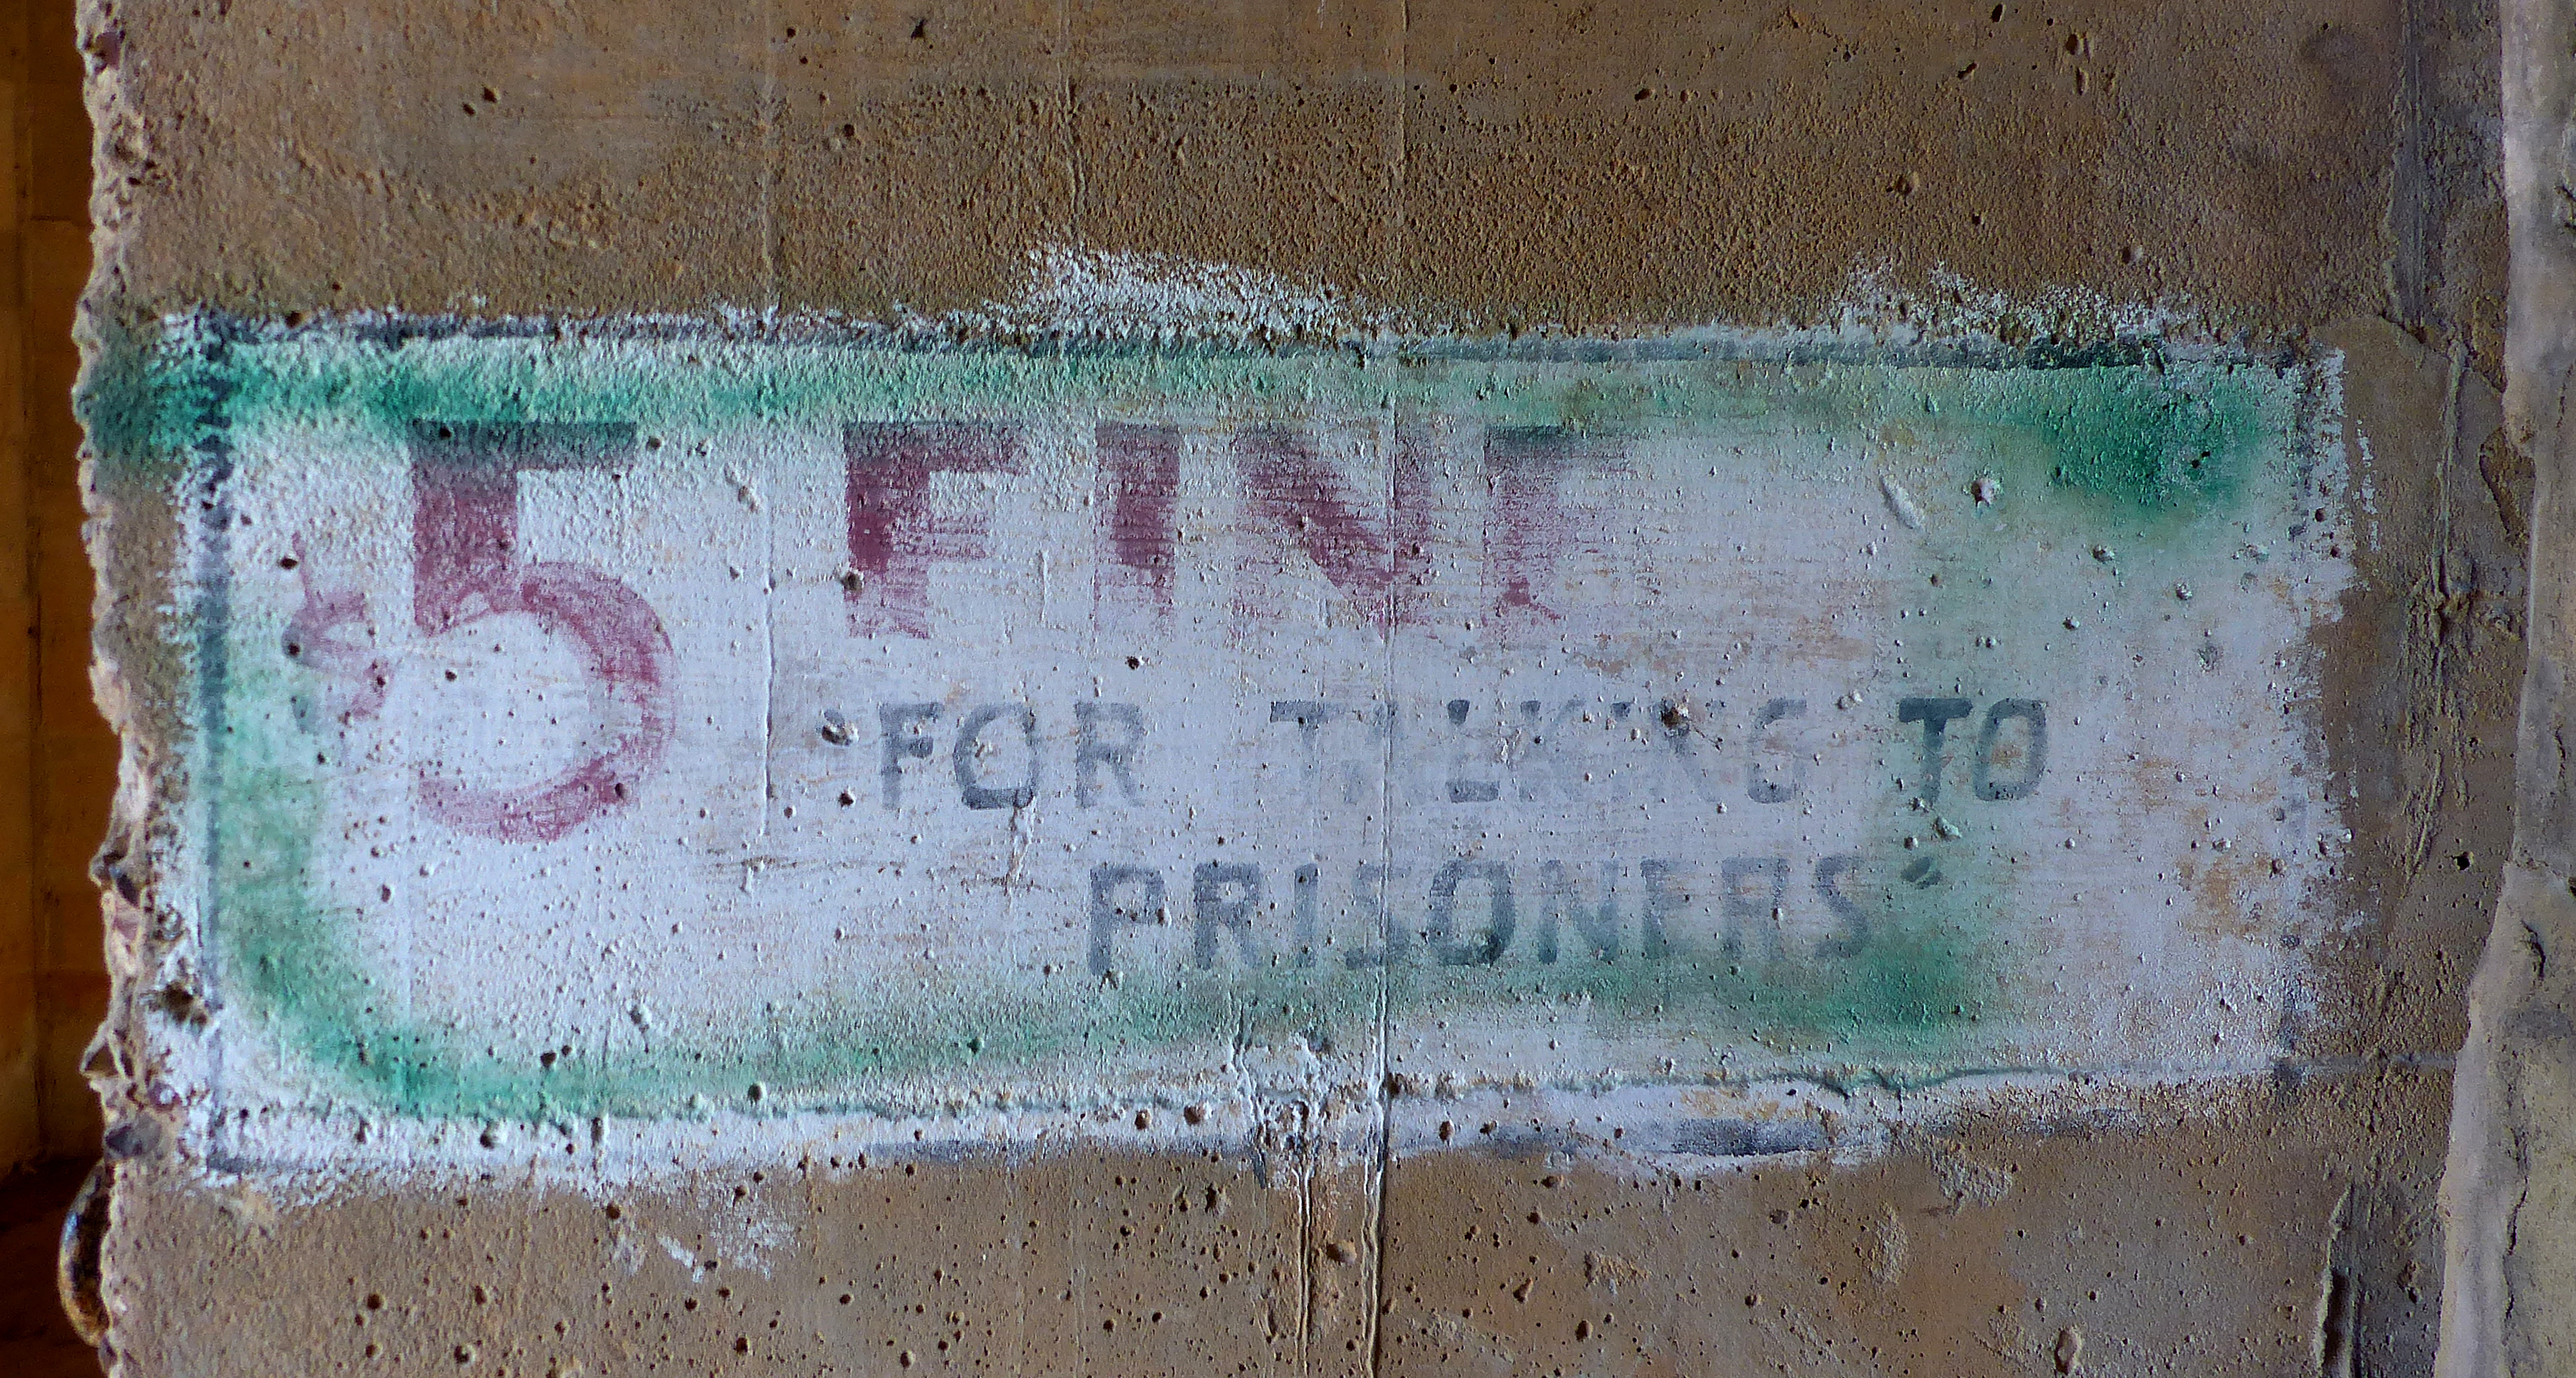 $5 FINE
"FOR TALKING TO
PRISONERS"